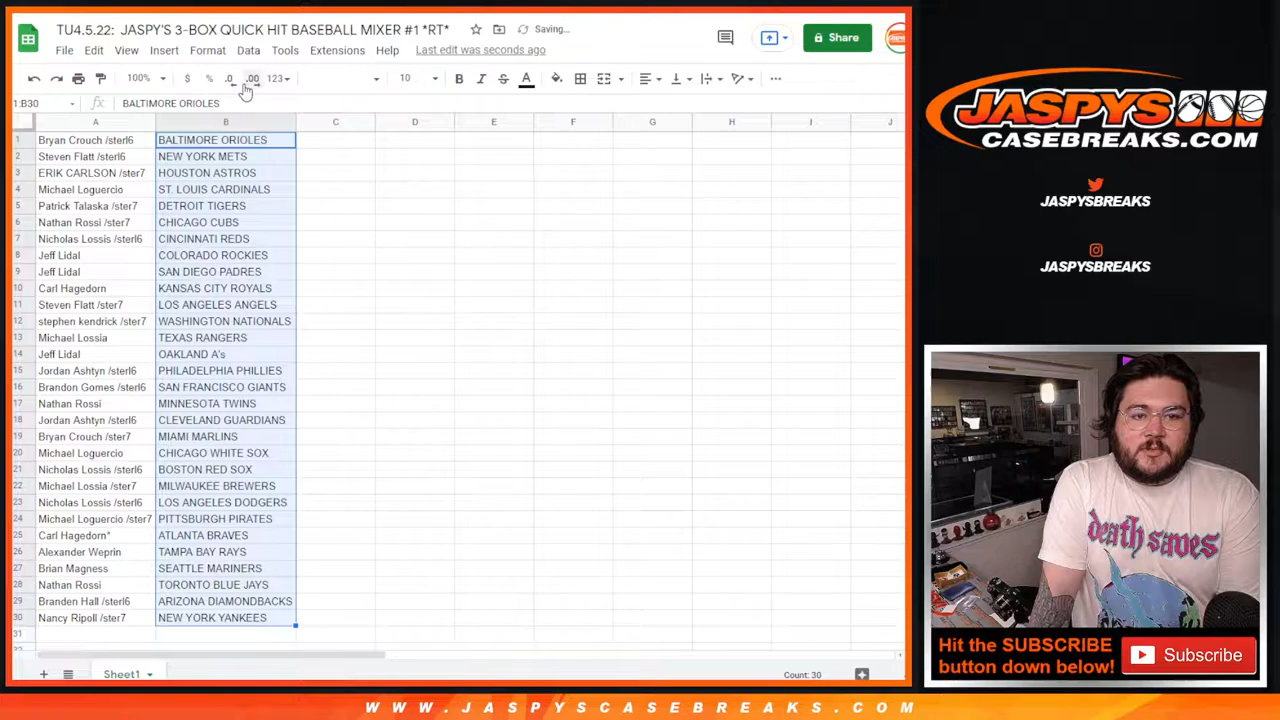 TU4.5.22: JASPY'S 3-BOX QUICK HIT BASEBALL MIXER #1 *RT*
Saving...
File Edit View Insert Format Data Tools Extensions Help Last edit was seconds ago
Share
100% $ % .0 .00 123 10 B I S A
1:B30 fx BALTIMORE ORIOLES
A B C D E F G H I J
1 Bryan Crouch /sterl6 BALTIMORE ORIOLES
2 Steven Flatt /sterl6 NEW YORK METS
3 ERIK CARLSON /ster7 HOUSTON ASTROS
4 Michael Loguercio ST. LOUIS CARDINALS
5 Patrick Talaska /ster7 DETROIT TIGERS
6 Nathan Rossi /ster7 CHICAGO CUBS
7 Nicholas Lossis /sterl6 CINCINNATI REDS
8 Jeff Lidal COLORADO ROCKIES
9 Jeff Lidal SAN DIEGO PADRES
10 Carl Hagedorn KANSAS CITY ROYALS
11 Steven Flatt /ster7 LOS ANGELES ANGELS
12 stephen kendrick /ster7 WASHINGTON NATIONALS
13 Michael Lossia TEXAS RANGERS
14 Jeff Lidal OAKLAND A's
15 Jordan Ashtyn /ster7 PHILADELPHIA PHILLIES
16 Brandon Gomes /sterl6 SAN FRANCISCO GIANTS
17 Nathan Rossi MINNESOTA TWINS
18 Jordan Ashtyn /sterl6 CLEVELAND GUARDIANS
19 Bryan Crouch /ster7 MIAMI MARLINS
20 Michael Loguercio CHICAGO WHITE SOX
21 Nicholas Lossis /sterl6 BOSTON RED SOX
22 Michael Lossia /ster7 MILWAUKEE BREWERS
23 Nicholas Lossis /sterl6 LOS ANGELES DODGERS
24 Michael Loguercio /ster7 PITTSBURGH PIRATES
25 Carl Hagedorn* ATLANTA BRAVES
26 Alexander Weprin TAMPA BAY RAYS
27 Brian Magness SEATTLE MARINERS
28 Nathan Rossi TORONTO BLUE JAYS
29 Branden Hall /sterl6 ARIZONA DIAMONDBACKS
30 Nancy Ripoll /ster7 NEW YORK YANKEES
31
Sheet1
Count: 30
JASPYS
CASEBREAKS.COM
JASPYSBREAKS
JASPYSBREAKS
death saves
Hit the SUBSCRIBE
button down below!
Subscribe
WWW.JASPYSCASEBREAKS.COM